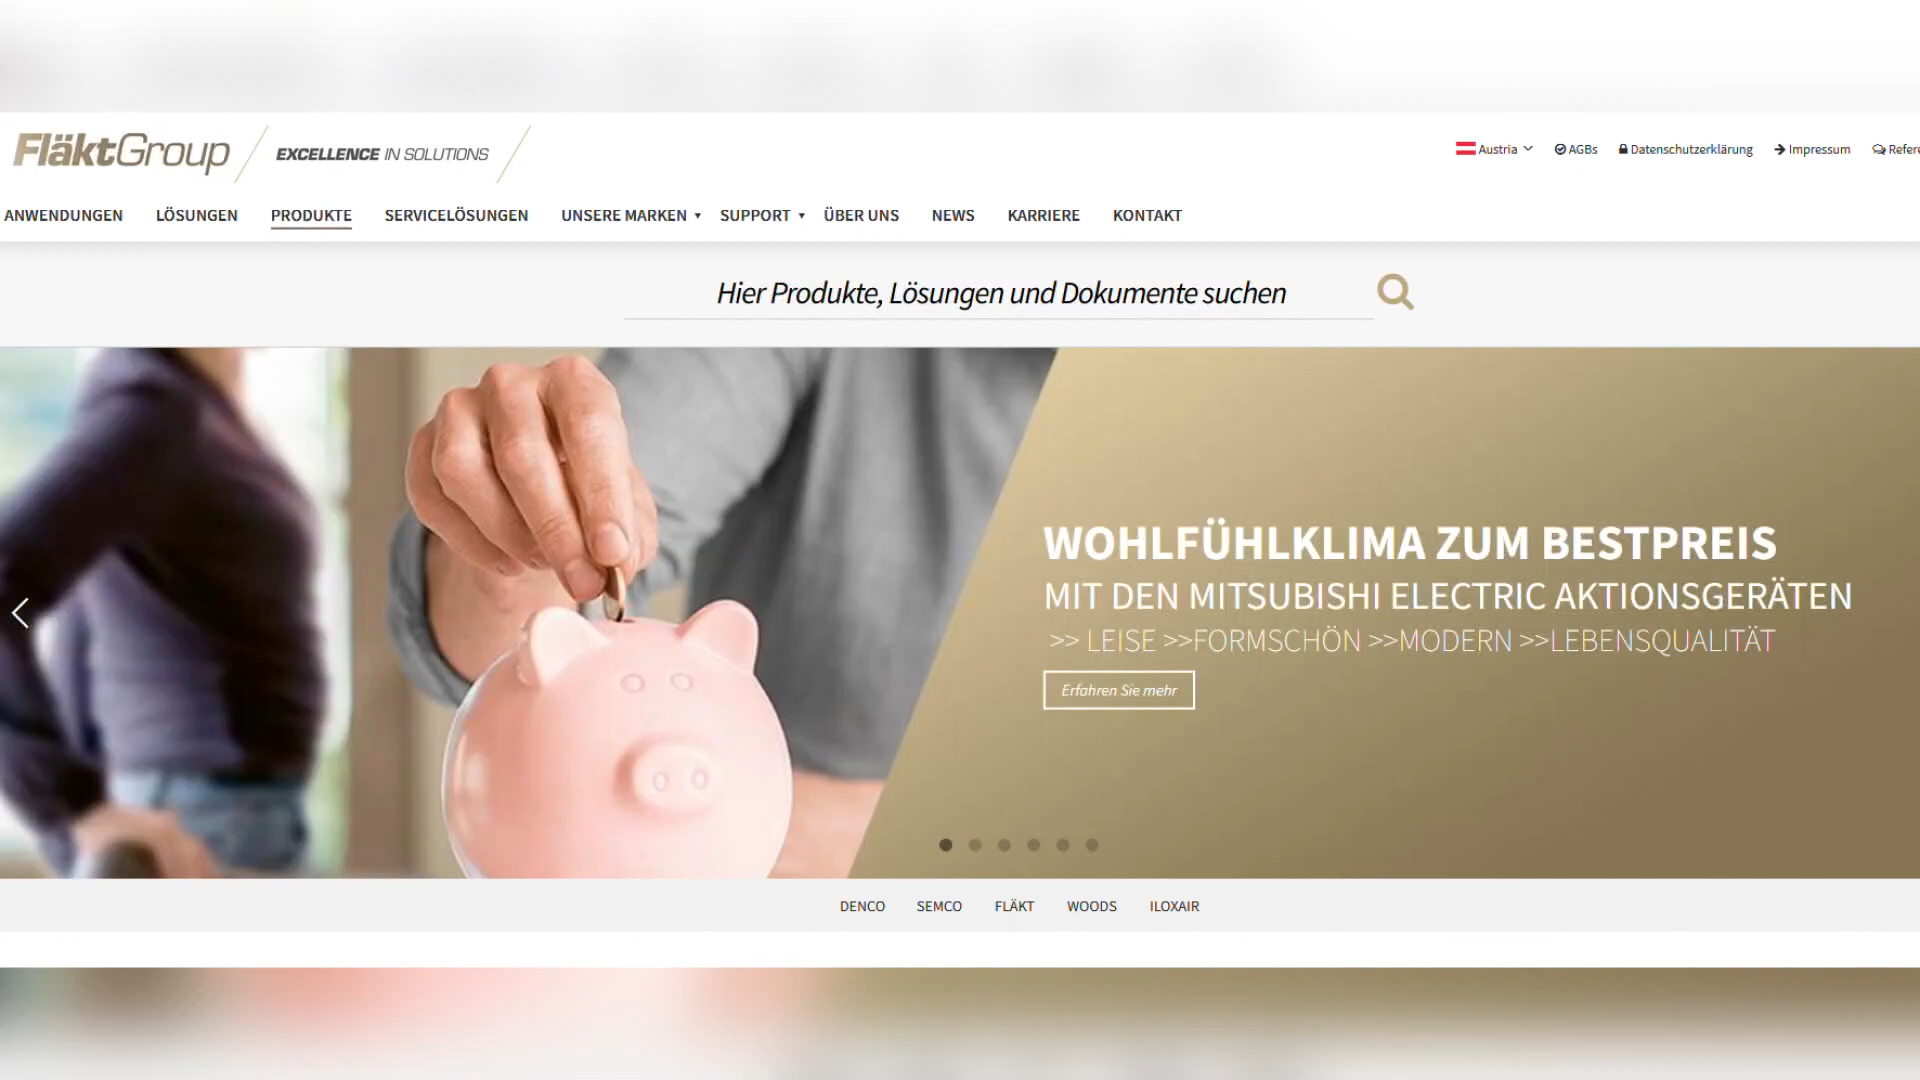 FläktGroup EXCELLENCE IN SOLUTIONS
Austria AGBs Datenschutzerklärung Impressum
ANWENDUNGEN LÖSUNGEN PRODUKTE SERVICELÖSUNGEN UNSERE MARKEN SUPPORT ÜBER UNS NEWS KARRIERE KONTAKT
Hier Produkte, Lösungen und Dokumente suchen
WOHLFÜHLKLIMA ZUM BESTPREIS
MIT DEN MITSUBISHI ELECTRIC AKTIONSGERÄTEN
>> LEISE >>FORMSCHÖN >>MODERN >>LEBENSQUALITÄT
Erfahren Sie mehr
DENCO SEMCO FLÄKT WOODS ILOXAIR